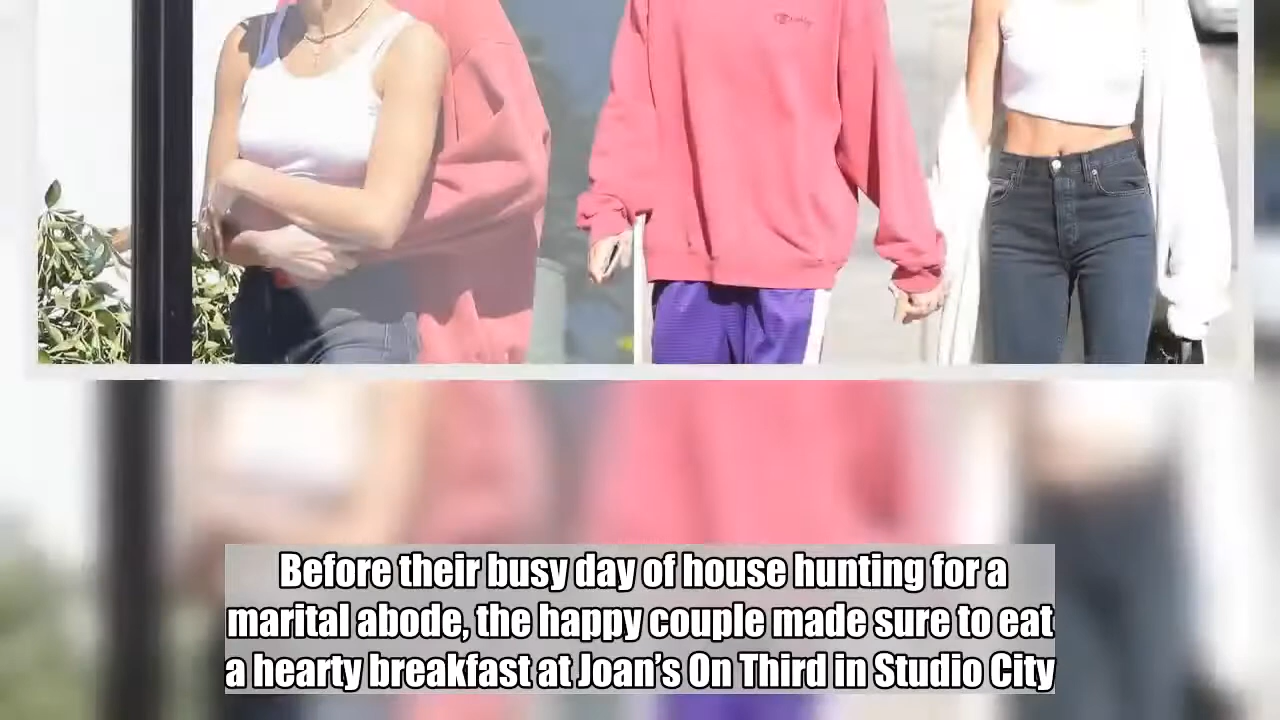 Before their busy day of house hunting for a
marital abode, the happy couple made sure to eat
a hearty breakfast at Joan’s On Third in Studio City